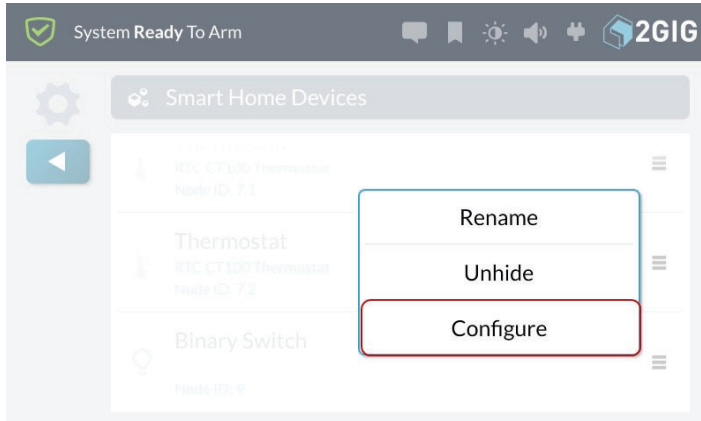 System Ready To Arm
2GIG
Smart Home Devices
RTC CT100 Thermostat
Node ID: 7.1
Thermostat
RTC CT100 Thermostat
Node ID: 7.2
Binary Switch
Node ID: 9
Rename
Unhide
Configure